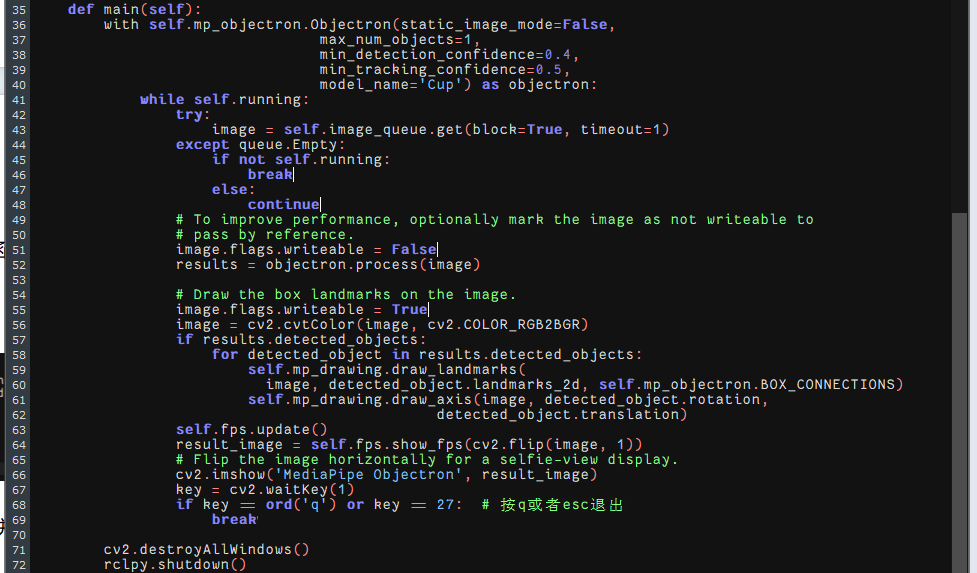 35 def main(self):
36 with self.mp_objectron.Objectron(static_image_mode=False,
37 max_num_objects=1,
38 min_detection_confidence=0.4,
39 min_tracking_confidence=0.5,
40 model_name='Cup') as objectron:
41 while self.running:
42 try:
43 image = self.image_queue.get(block=True, timeout=1)
44 except queue.Empty:
45 if not self.running:
46 break
47 else:
48 continue
49 # To improve performance, optionally mark the image as not writeable to
50 # pass by reference.
51 image.flags.writeable = False
52 results = objectron.process(image)
53
54 # Draw the box landmarks on the image.
55 image.flags.writeable = True
56 image = cv2.cvtColor(image, cv2.COLOR_RGB2BGR)
57 if results.detected_objects:
58 for detected_object in results.detected_objects:
59 self.mp_drawing.draw_landmarks(
60 image, detected_object.landmarks_2d, self.mp_objectron.BOX_CONNECTIONS)
61 self.mp_drawing.draw_axis(image, detected_object.rotation,
62 detected_object.translation)
63 self.fps.update()
64 result_image = self.fps.show_fps(cv2.flip(image, 1))
65 # Flip the image horizontally for a selfie-view display.
66 cv2.imshow('MediaPipe Objectron', result_image)
67 key = cv2.waitKey(1)
68 if key == ord('q') or key == 27: # 按q或者esc退出
69 break
70
71 cv2.destroyAllWindows()
72 rclpy.shutdown()